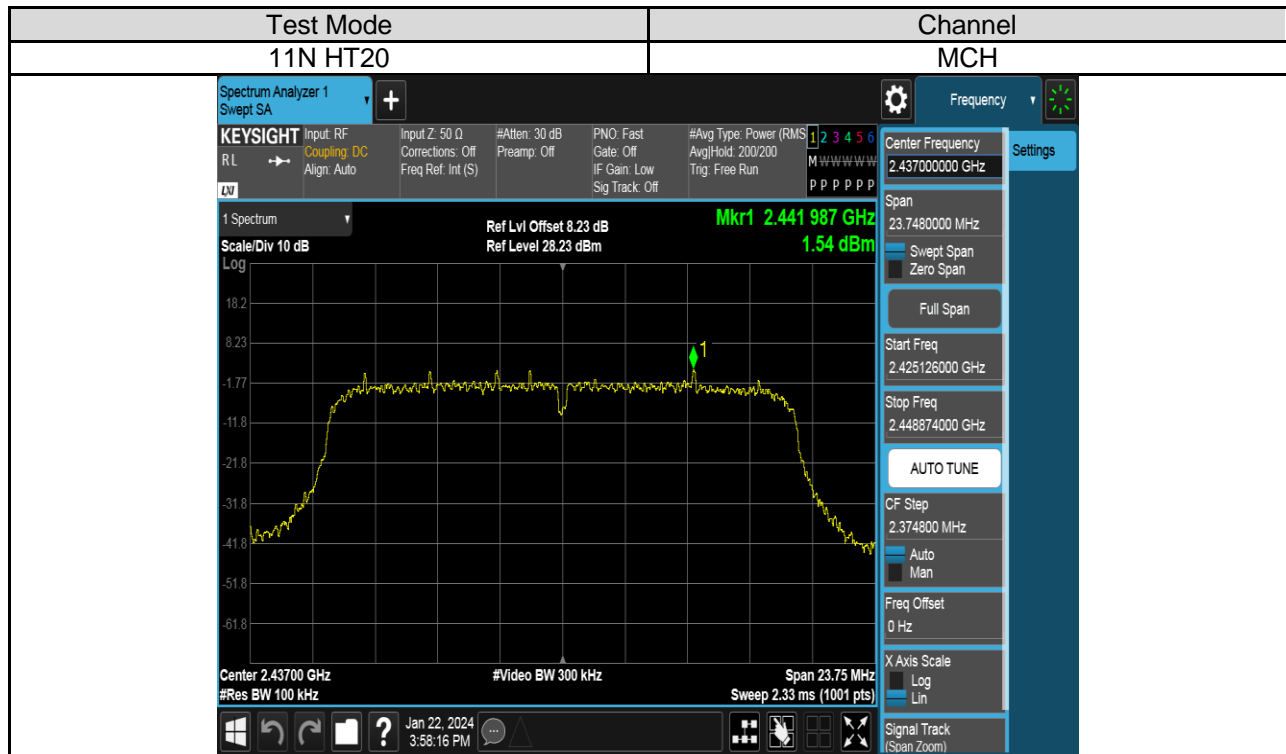 Test Mode Channel
11N HT20 MCH
Spectrum Analyzer 1
Swept SA
+
Frequency
KEYSIGHT Input: RF Input Z: 50 Ω #Atten: 30 dB PNO: Fast #Avg Type: Power (RMS 1 2 3 4 5 6
RL Coupling: DC Corrections: Off Preamp: Off Gate: Off Avg|Hold: 200/200 M W W W W W
Align: Auto Freq Ref: Int (S) IF Gain: Low Trig: Free Run
LXI Sig Track: Off P P P P P P
1 Spectrum Ref Lvl Offset 8.23 dB Mkr1 2.441 987 GHz
Scale/Div 10 dB Ref Level 28.23 dBm 1.54 dBm
Log
18.2
8.23
1
-1.77
-11.8
-21.8
-31.8
-41.8
-51.8
-61.8
Center 2.43700 GHz #Video BW 300 kHz Span 23.75 MHz
#Res BW 100 kHz Sweep 2.33 ms (1001 pts)
? Jan 22, 2024
3:58:16 PM
Center Frequency
2.437000000 GHz
Settings
Span
23.7480000 MHz
Swept Span
Zero Span
Full Span
Start Freq
2.425126000 GHz
Stop Freq
2.448874000 GHz
AUTO TUNE
CF Step
2.374800 MHz
Auto
Man
Freq Offset
0 Hz
X Axis Scale
Log
Lin
Signal Track
(Span Zoom)